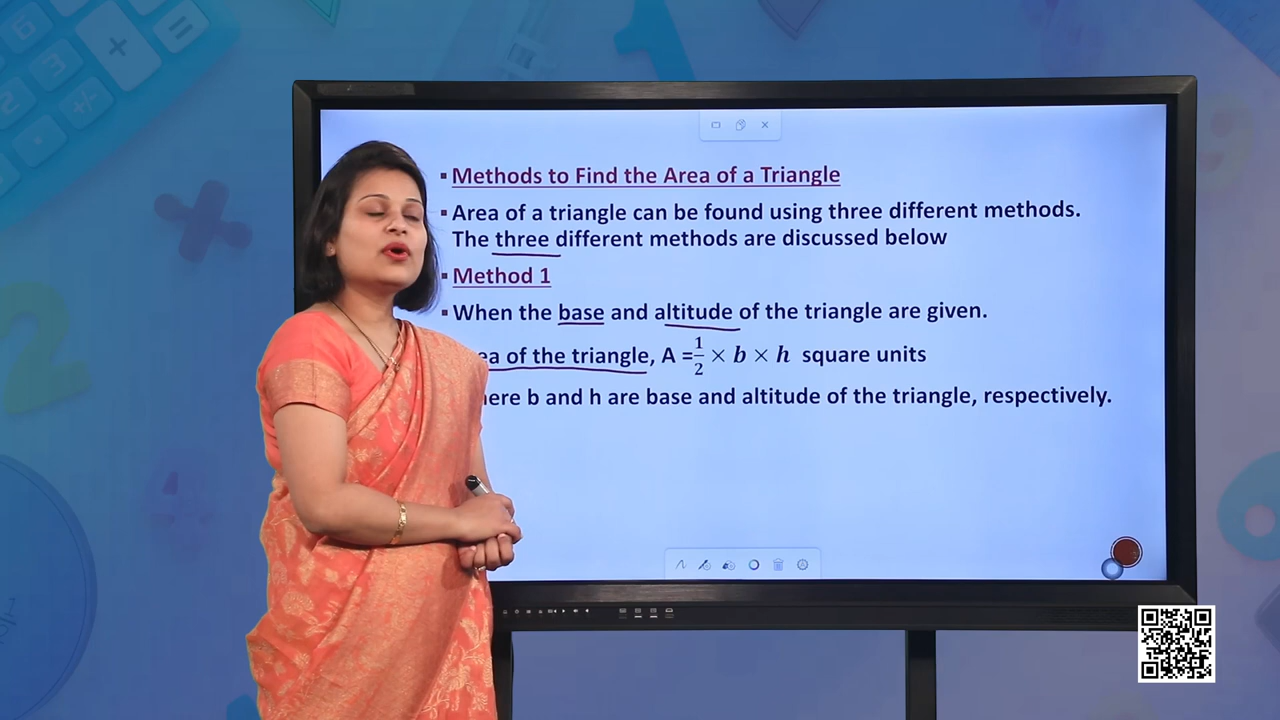 Methods to Find the Area of a Triangle
Area of a triangle can be found using three different methods.
The three different methods are discussed below
Method 1
When the base and altitude of the triangle are given.
ea of the triangle, A = 1/2 × b × h square units
here b and h are base and altitude of the triangle, respectively.